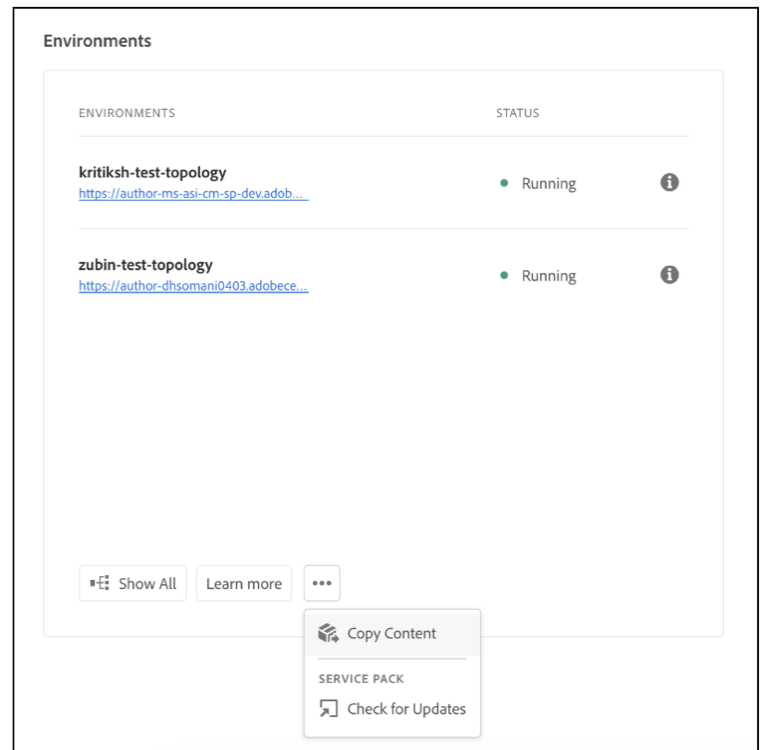 Environments
ENVIRONMENTS STATUS
kritiksh-test-topology
https://author-ms-asi-cm-sp-dev.adob...
Running
zubin-test-topology
https://author-dhsomani0403.adobece...
Running
Show All Learn more
Copy Content
SERVICE PACK
Check for Updates